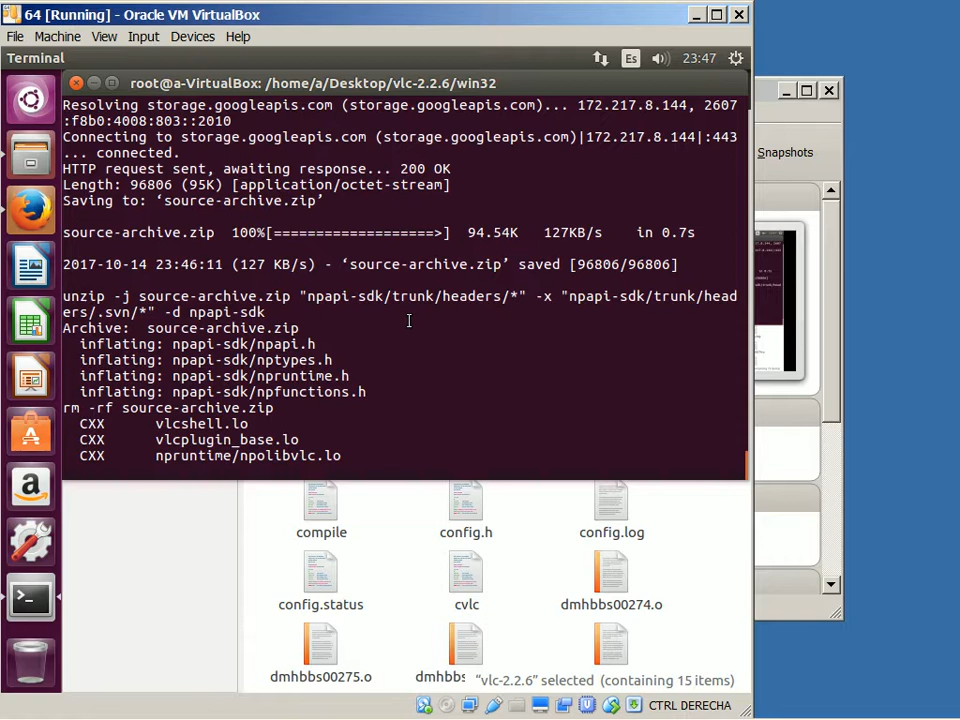 64 [Running] - Oracle VM VirtualBox
File Machine View Input Devices Help
Terminal
Es
23:47
root@a-VirtualBox: /home/a/Desktop/vlc-2.2.6/win32
Resolving storage.googleapis.com (storage.googleapis.com)... 172.217.8.144, 2607
:f8b0:4008:803::2010
Connecting to storage.googleapis.com (storage.googleapis.com)|172.217.8.144|:443
... connected.
HTTP request sent, awaiting response... 200 OK
Length: 96806 (95K) [application/octet-stream]
Saving to: ‘source-archive.zip’
source-archive.zip 100%[===================>] 94.54K 127KB/s in 0.7s
2017-10-14 23:46:11 (127 KB/s) - ‘source-archive.zip’ saved [96806/96806]
unzip -j source-archive.zip "npapi-sdk/trunk/headers/*" -x "npapi-sdk/trunk/head
ers/.svn/*" -d npapi-sdk
Archive: source-archive.zip
inflating: npapi-sdk/npapi.h
inflating: npapi-sdk/nptypes.h
inflating: npapi-sdk/npruntime.h
inflating: npapi-sdk/npfunctions.h
rm -rf source-archive.zip
CXX vlcshell.lo
CXX vlcplugin_base.lo
CXX npruntime/npolibvlc.lo
Snapshots
compile
config.h
config.log
config.status
cvlc
dmhbbs00274.o
dmhbbs00275.o
dmhbbs
“vlc-2.2.6” selected (containing 15 items)
CTRL DERECHA